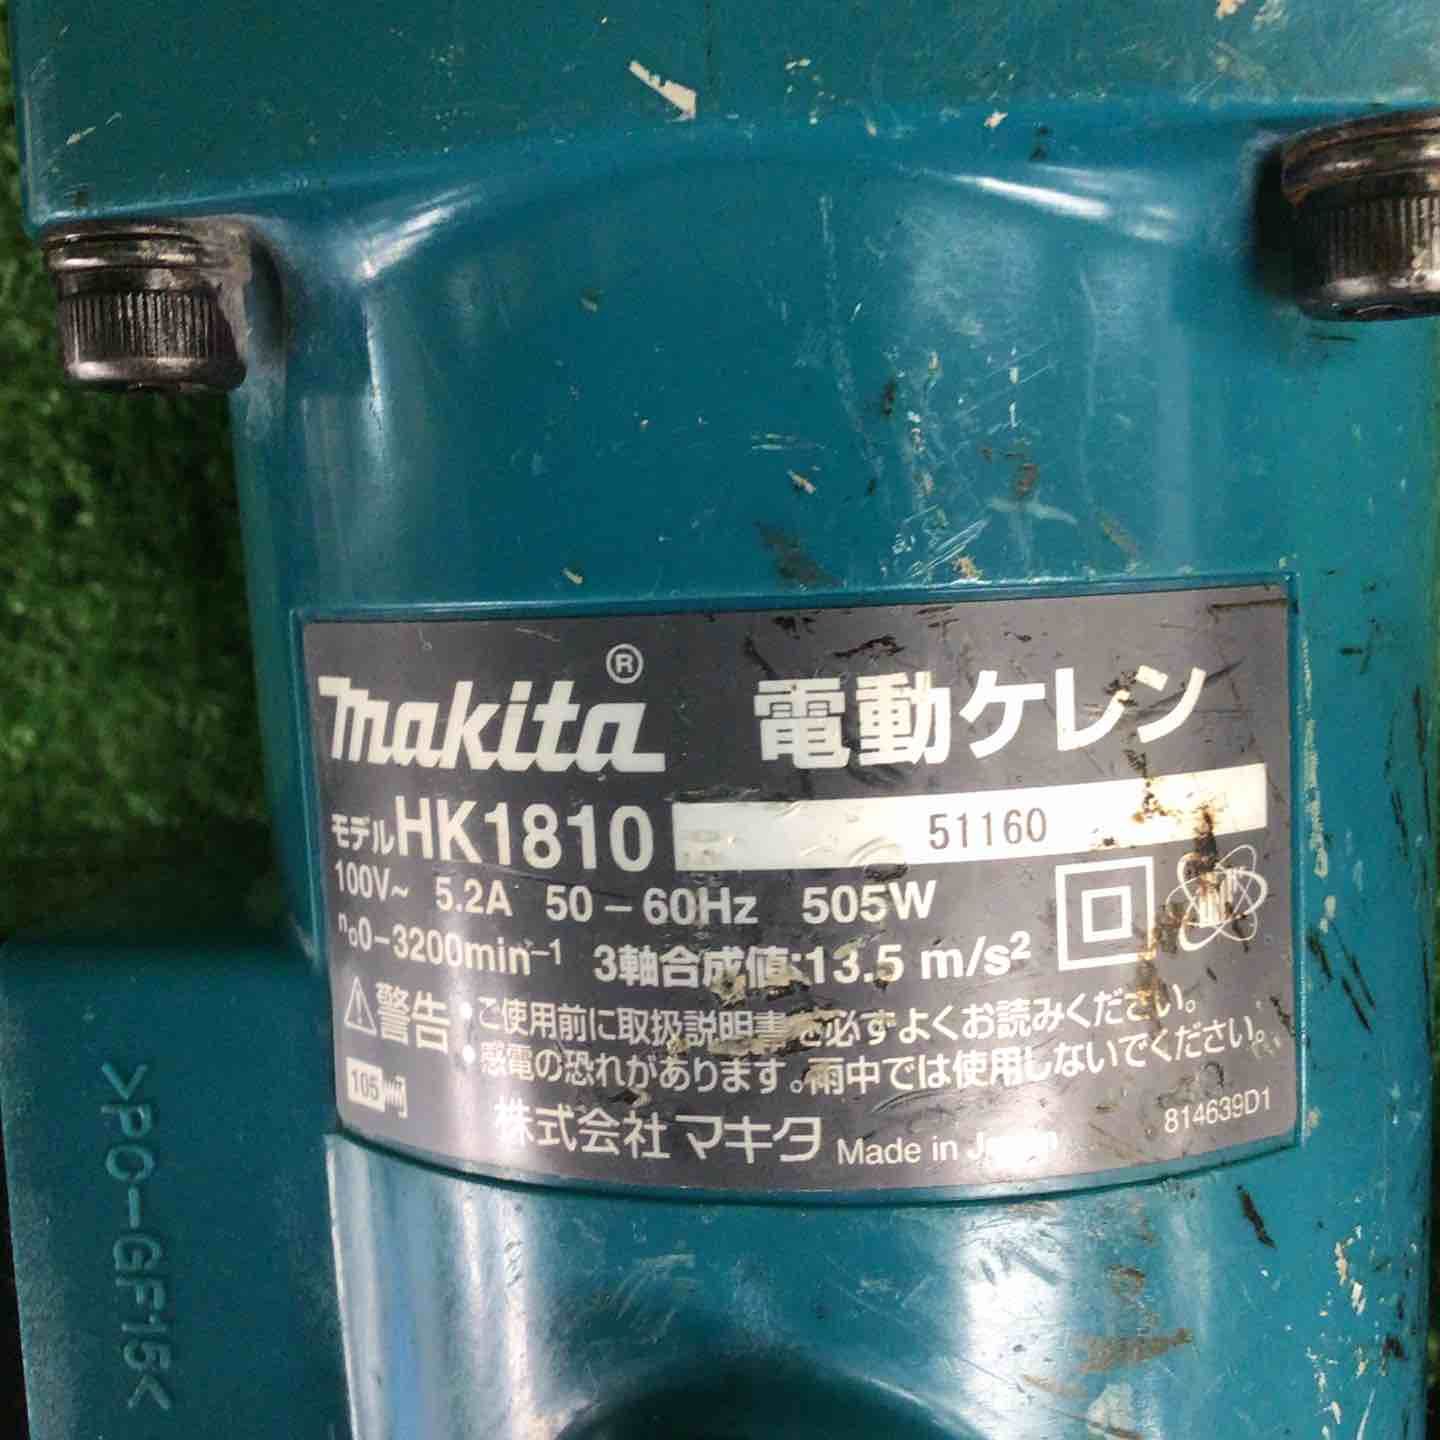 makita® 電動ケレン
モデル HK1810 51160
100V~ 5.2A 50-60Hz 505W
n₀0-3200min⁻¹ 3軸合成値:13.5 m/s²
⚠警告 •ご使用前に取扱説明書を必ずよくお読みください。
•感電の恐れがあります。雨中では使用しないでください。
105
株式会社マキタ Made in Japan 814639D1
>PO-GF15<